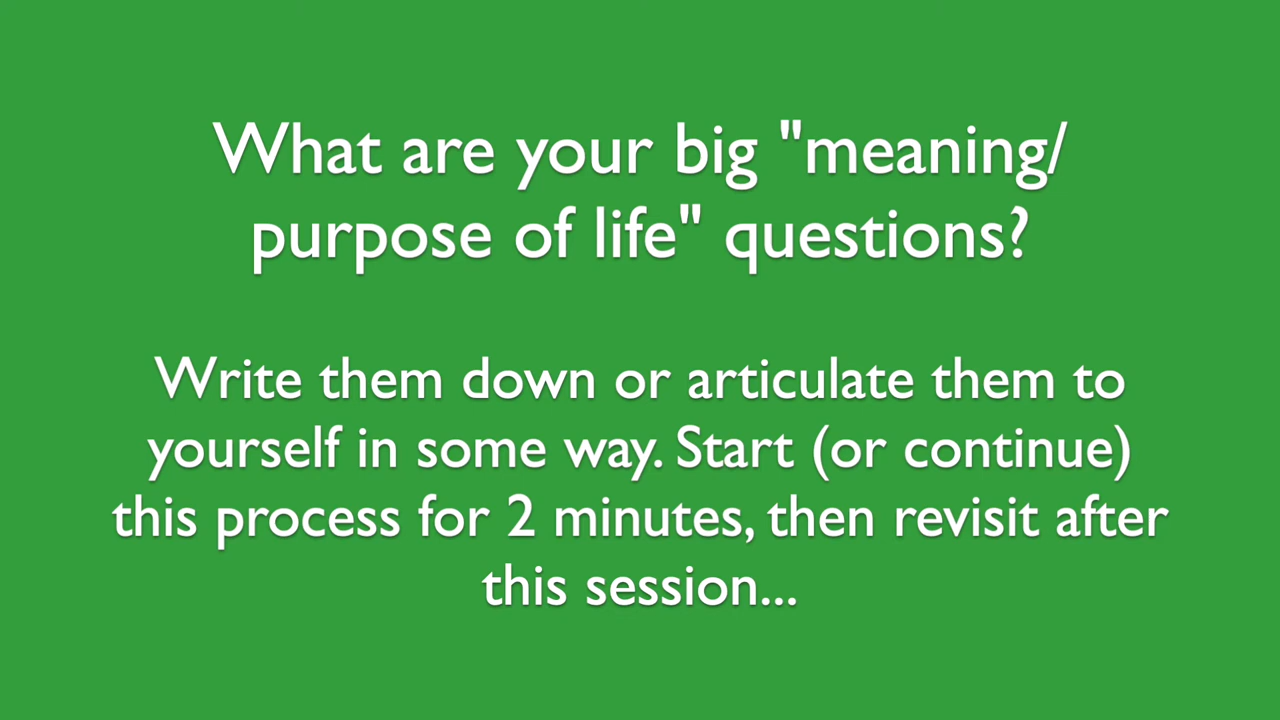 What are your big "meaning/
purpose of life" questions?
Write them down or articulate them to
yourself in some way. Start (or continue)
this process for 2 minutes, then revisit after
this session...